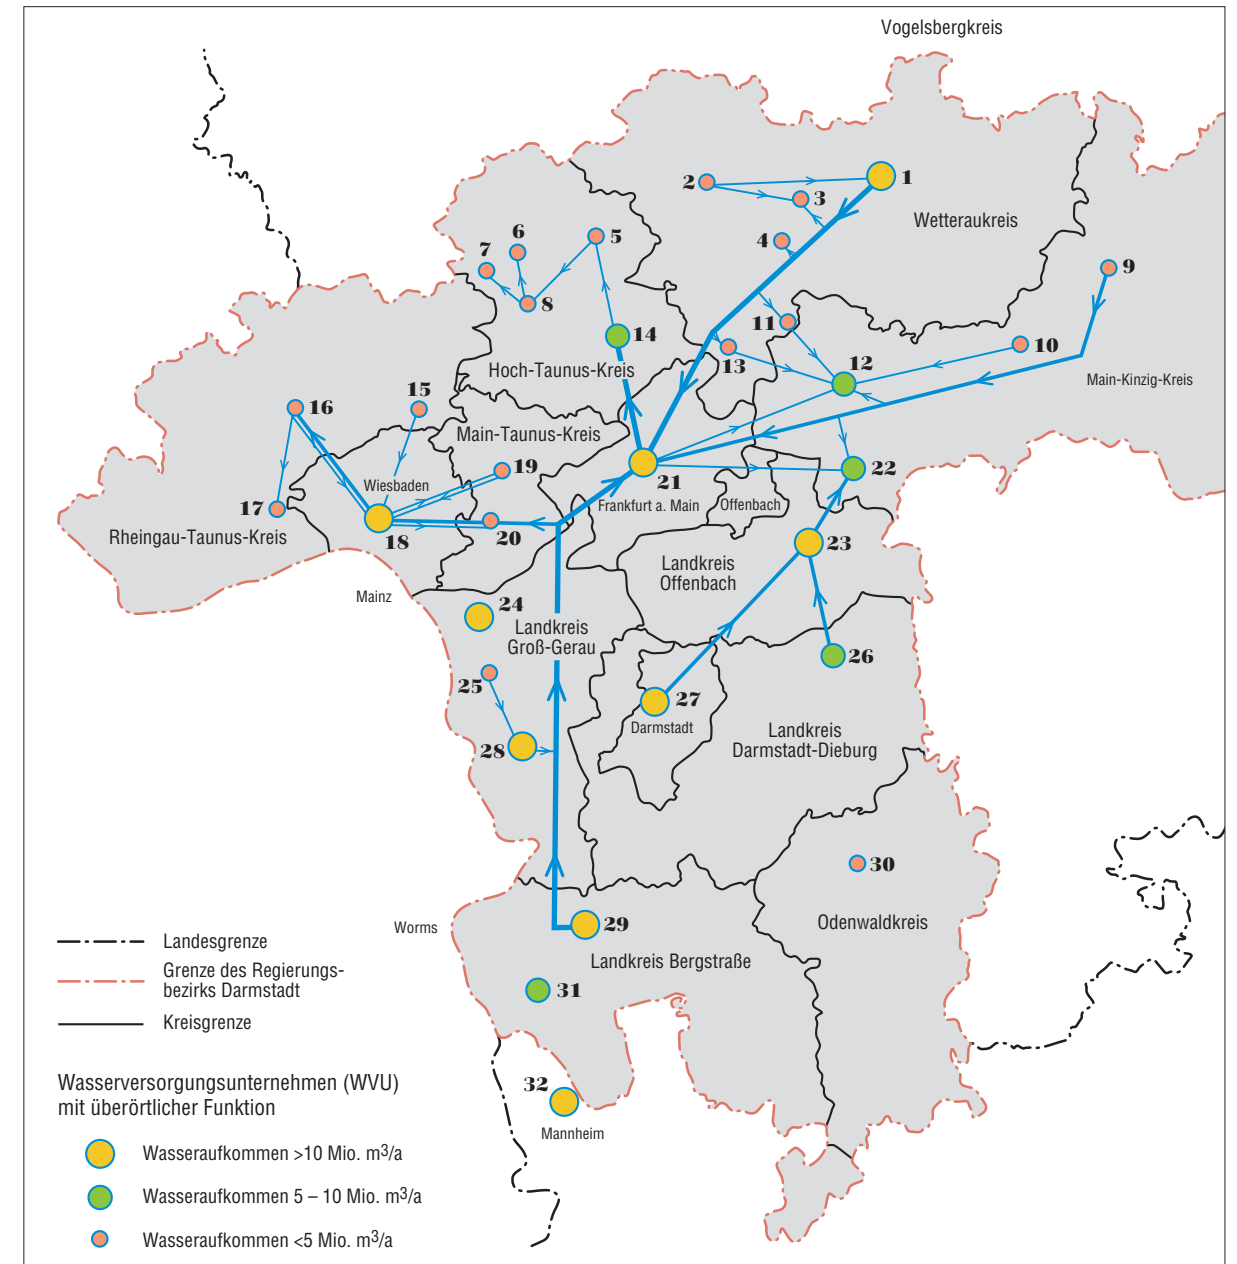 Vogelsbergkreis
1
2
3
Wetteraukreis
4
5
6
7
8
9
10
11
12
13
14
Hoch-Taunus-Kreis
Main-Kinzig-Kreis
15
16
Main-Taunus-Kreis
Wiesbaden
17
18
19
20
21
Frankfurt a. Main
Offenbach
22
Rheingau-Taunus-Kreis
23
Landkreis
Offenbach
Mainz
24
Landkreis
Groß-Gerau
25
26
27
Darmstadt
28
Landkreis
Darmstadt-Dieburg
30
Odenwaldkreis
29
Worms
Landkreis Bergstraße
31
32
Mannheim
Landesgrenze
Grenze des Regierungs-
bezirks Darmstadt
Kreisgrenze
Wasserversorgungsunternehmen (WVU)
mit überörtlicher Funktion
Wasseraufkommen >10 Mio. m³/a
Wasseraufkommen 5 – 10 Mio. m³/a
Wasseraufkommen <5 Mio. m³/a